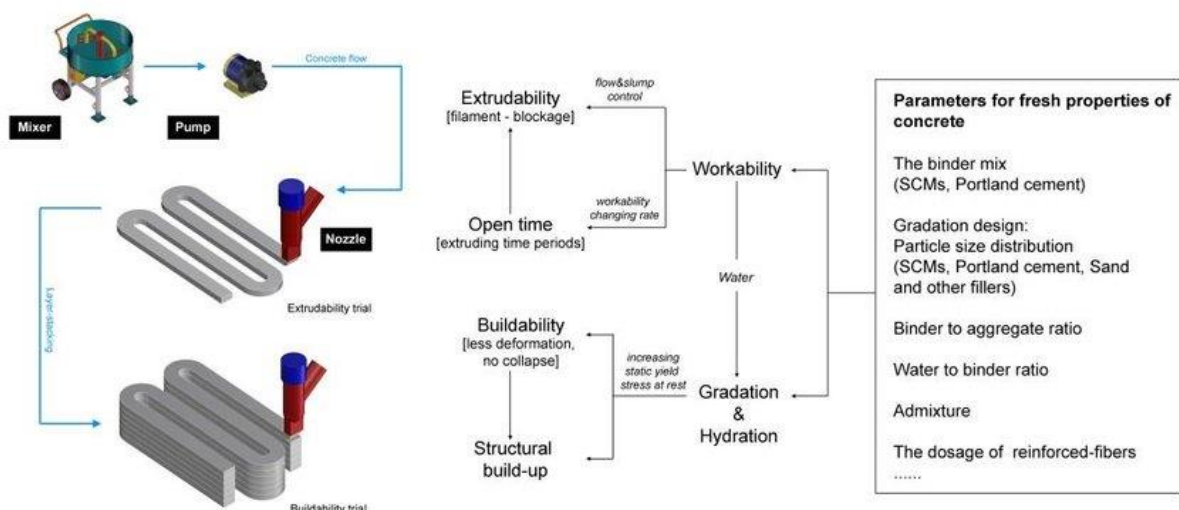 Mixer
Pump
Concrete flow
Nozzle
Extrudability trial
Layer-stacking
Buildability trial
Extrudability
[filament - blockage]
Open time
[extruding time periods]
flow&slump
control
workability
changing rate
Workability
Water
Buildability
[less deformation,
no collapse]
Structural
build-up
increasing
static yield
stress at rest
Gradation
&
Hydration
Parameters for fresh properties of
concrete
The binder mix
(SCMs, Portland cement)
Gradation design:
Particle size distribution
(SCMs, Portland cement, Sand
and other fillers)
Binder to aggregate ratio
Water to binder ratio
Admixture
The dosage of reinforced-fibers
......